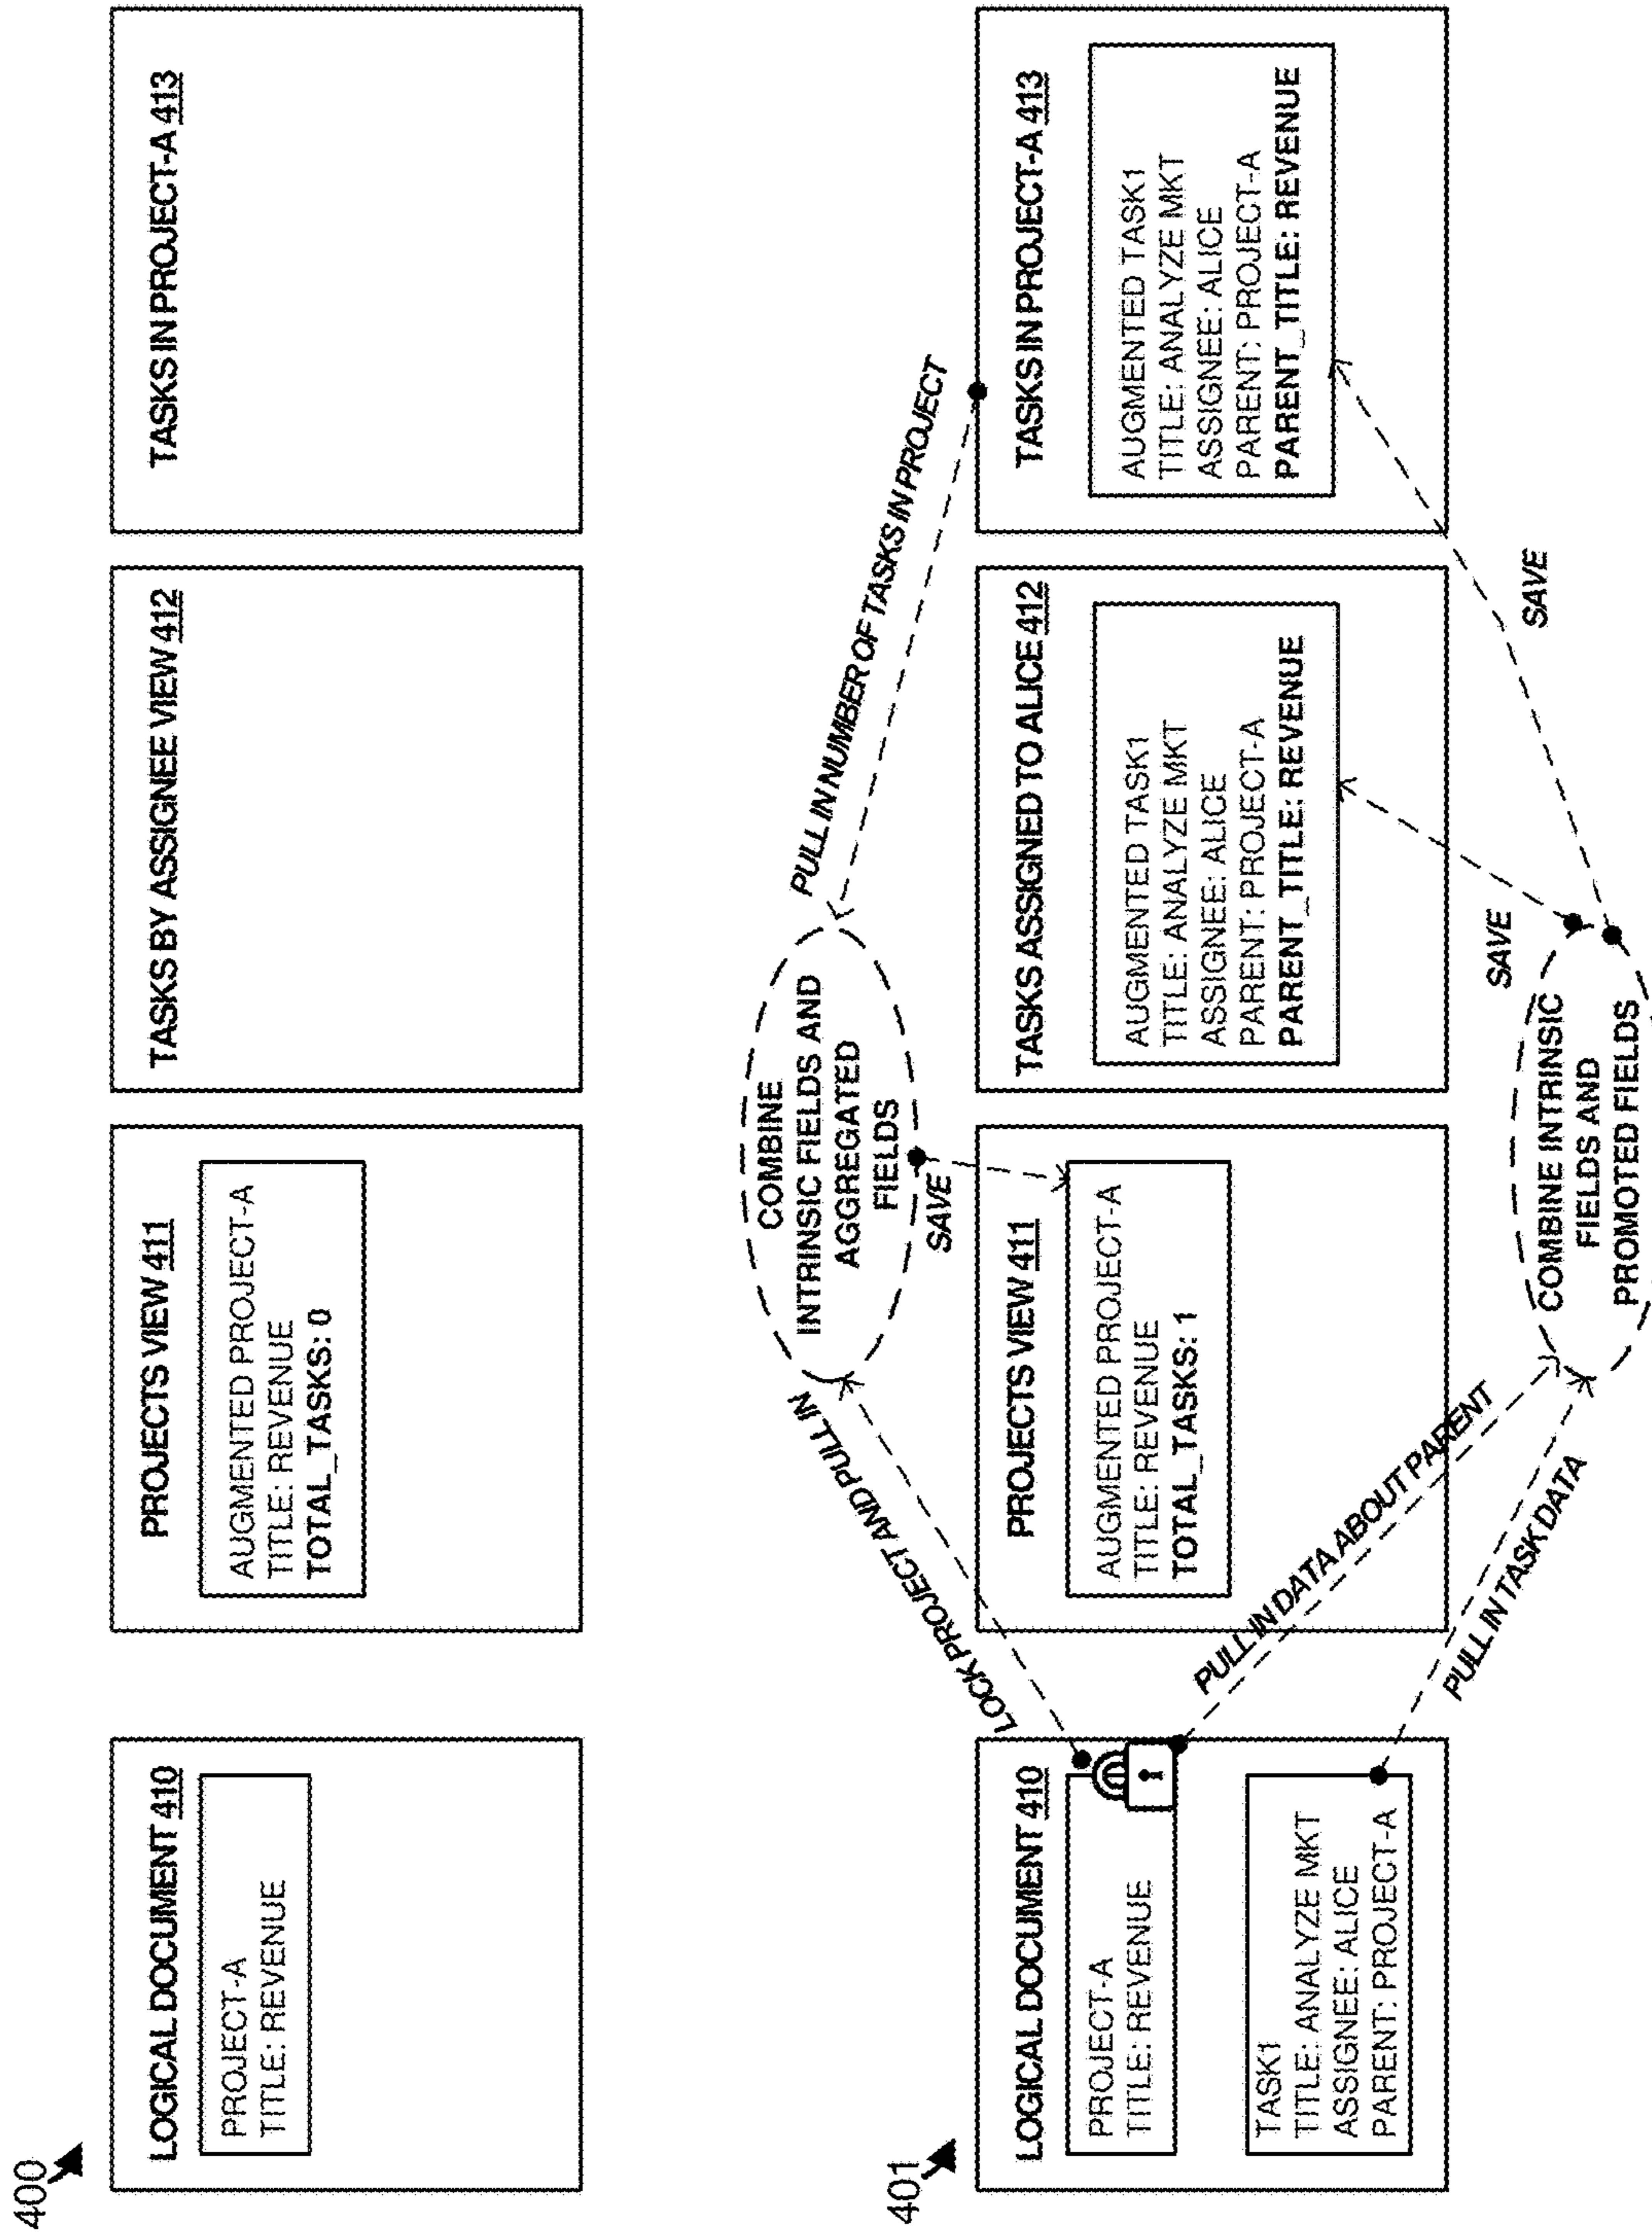 400
LOGICAL DOCUMENT 410
PROJECT-A
TITLE: REVENUE
PROJECTS VIEW 411
AUGMENTED PROJECT-A
TITLE: REVENUE
TOTAL_TASKS: 0
TASKS BY ASSIGNEE VIEW 412
TASKS IN PROJECT-A 413
401
LOGICAL DOCUMENT 410
PROJECT-A
TITLE: REVENUE
TASK1
TITLE: ANALYZE MKT
ASSIGNEE: ALICE
PARENT: PROJECT-A
LOCK PROJECT AND PULL IN
COMBINE
INTRINSIC FIELDS AND
AGGREGATED
FIELDS
PULL IN NUMBER OF TASKS IN PROJECT
SAVE
PROJECTS VIEW 411
AUGMENTED PROJECT-A
TITLE: REVENUE
TOTAL_TASKS: 1
TASKS ASSIGNED TO ALICE 412
AUGMENTED TASK1
TITLE: ANALYZE MKT
ASSIGNEE: ALICE
PARENT: PROJECT-A
PARENT_TITLE: REVENUE
TASKS IN PROJECT-A 413
AUGMENTED TASK1
TITLE: ANALYZE MKT
ASSIGNEE: ALICE
PARENT: PROJECT-A
PARENT_TITLE: REVENUE
PULL IN DATA ABOUT PARENT
PULL IN TASK DATA
COMBINE INTRINSIC
FIELDS AND
PROMOTED FIELDS
SAVE
SAVE